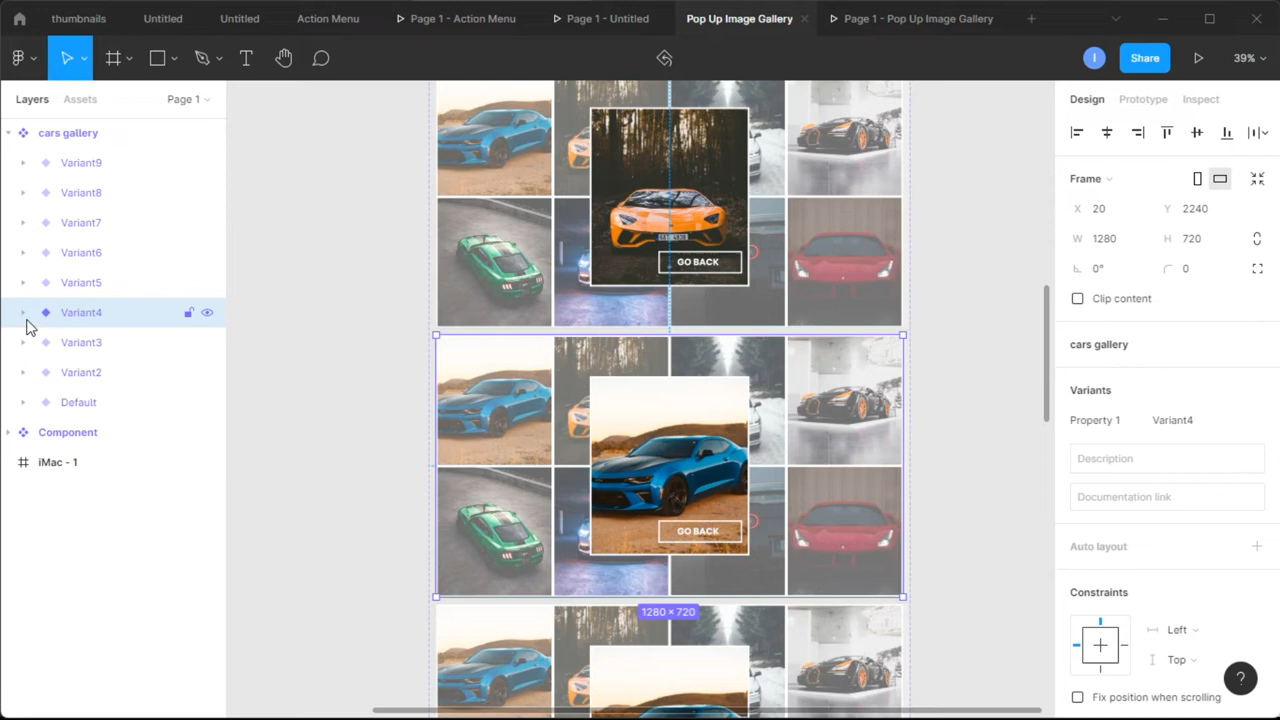 thumbnails
Untitled
Untitled
Action Menu
Page 1 - Action Menu
Page 1 - Untitled
Pop Up Image Gallery
Page 1 - Pop Up Image Gallery
T
I
Share
39%
Layers
Assets
Page 1
cars gallery
Variant9
Variant8
Variant7
Variant6
Variant5
Variant4
Variant3
Variant2
Default
Component
iMac - 1
GO BACK
GO BACK
1280 × 720
Design
Prototype
Inspect
Frame
X 20
Y 2240
W 1280
H 720
0°
0
Clip content
cars gallery
Variants
Property 1
Variant4
Description
Documentation link
Auto layout
Constraints
Left
Top
Fix position when scrolling
?